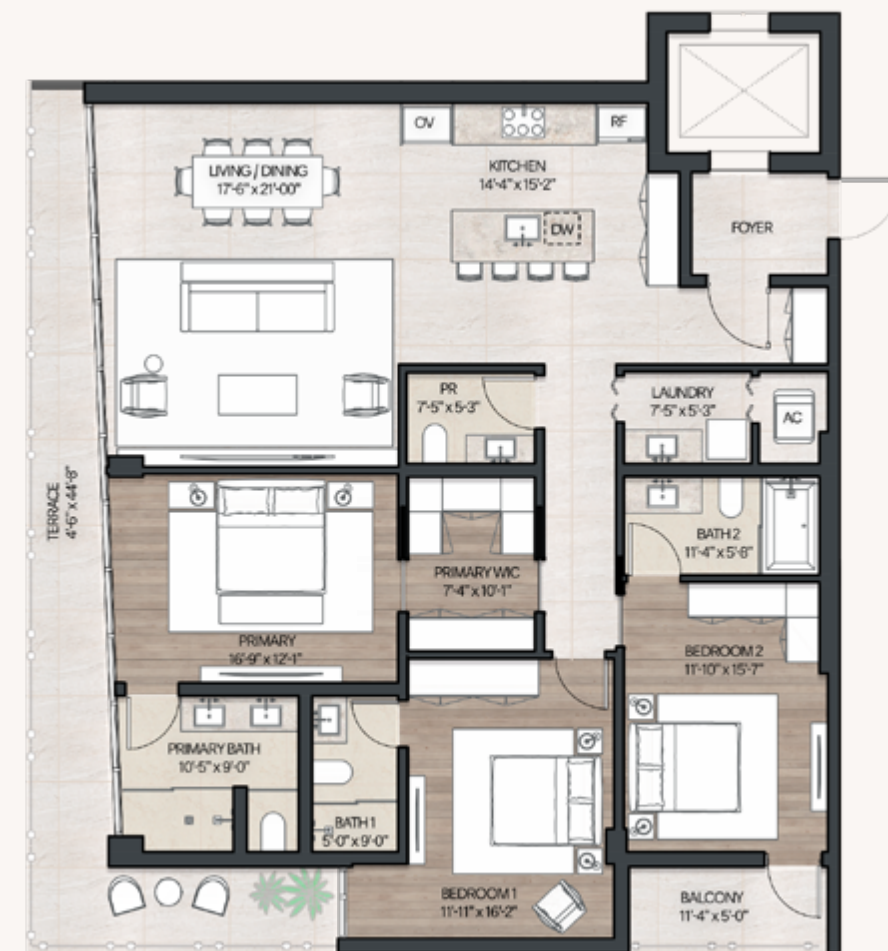 OV
RF
LIVING / DINING
17'-6" x 21'-00"
KITCHEN
14'-4" x 15'-2"
DW
FOYER
PR
7'-5" x 5'-3"
LAUNDRY
7'-5" x 5'-3"
AC
TERRACE
4'-6" x 44'-8"
BATH 2
11'-4" x 5'-8"
PRIMARY WIC
7'-4" x 10'-1"
PRIMARY
16'-9" x 12'-1"
BEDROOM 2
11'-10" x 15'-7"
PRIMARY BATH
10'-5" x 9'-0"
BATH 1
5'-0" x 9'-0"
BEDROOM 1
11'-11" x 16'-2"
BALCONY
11'-4" x 5'-0"